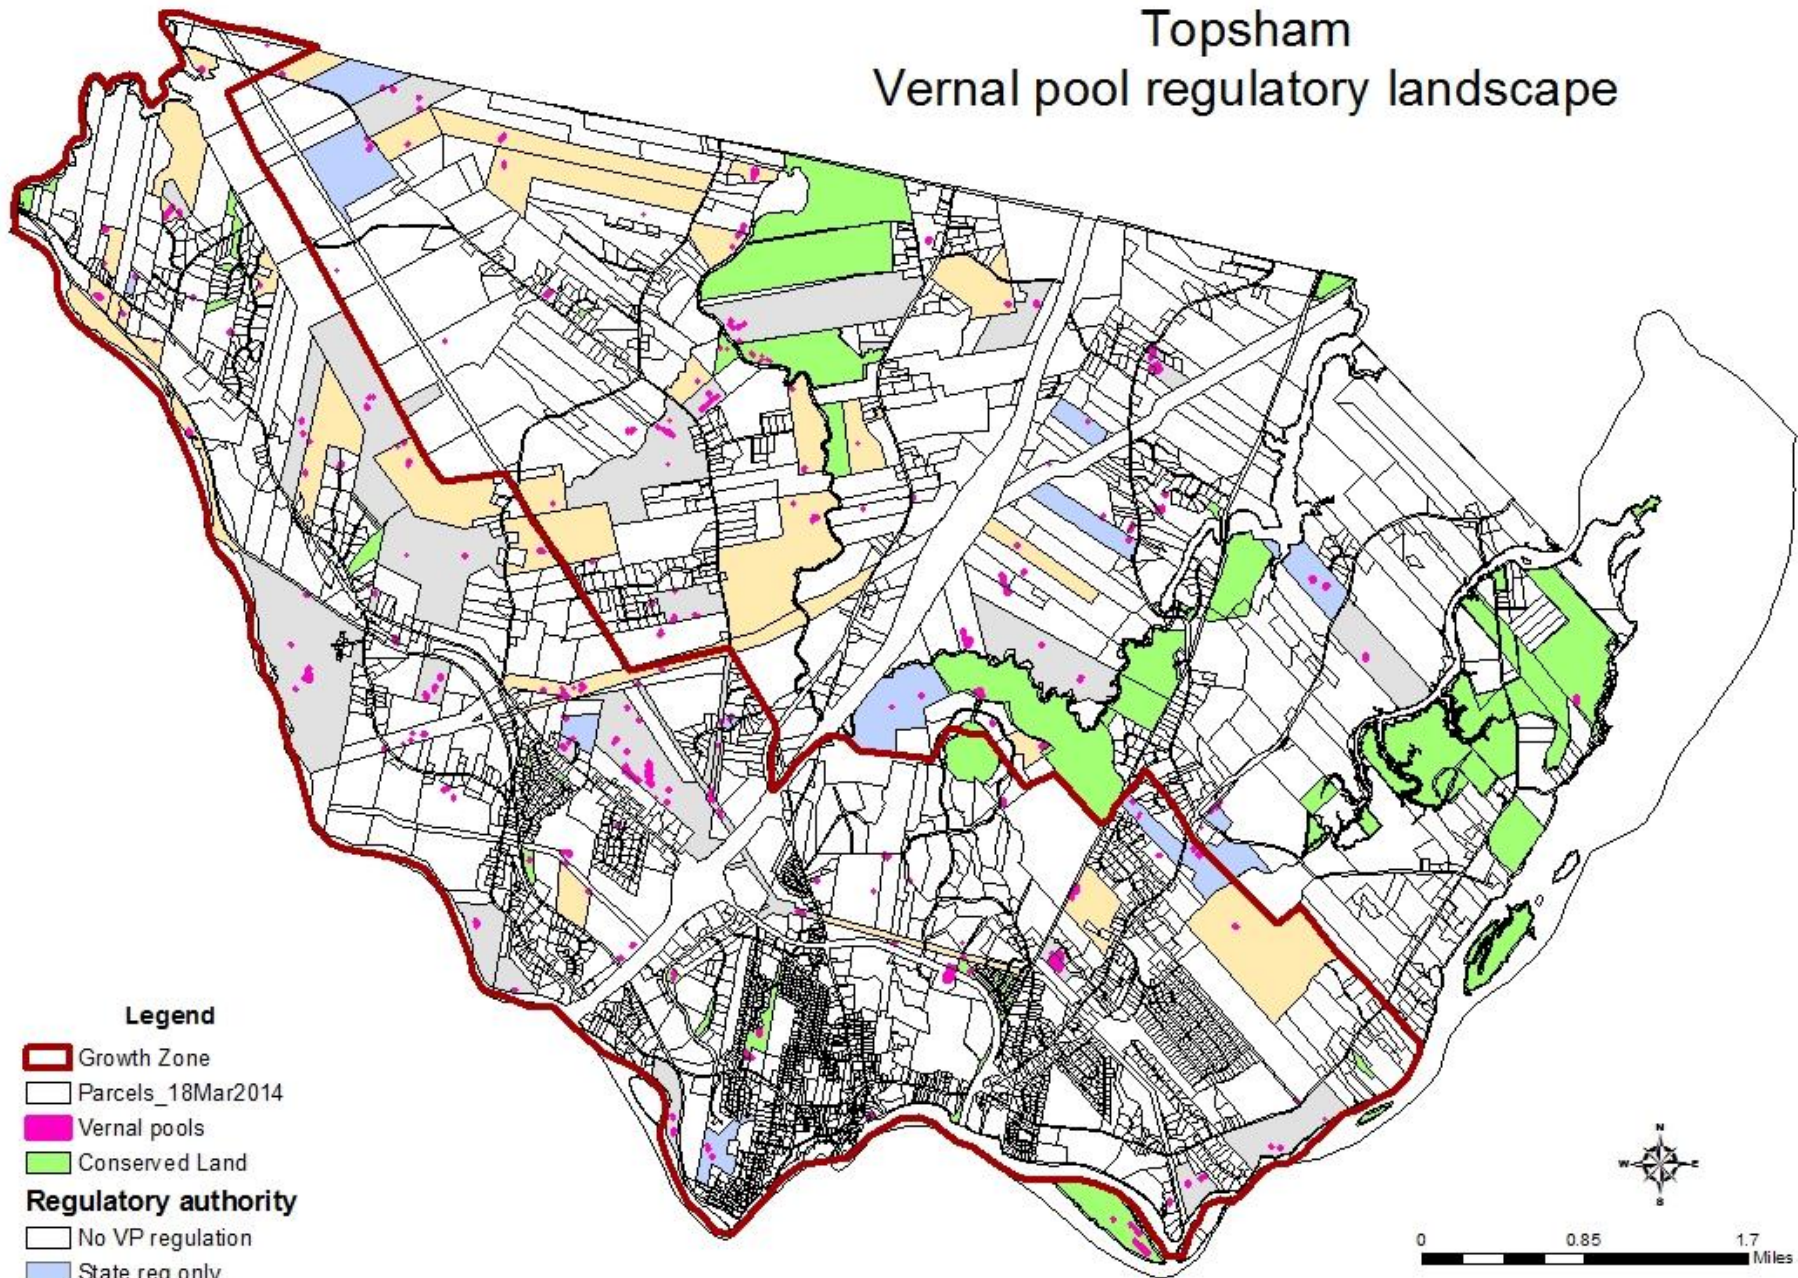 Topsham
Vernal pool regulatory landscape
Legend
Growth Zone
Parcels_18Mar2014
Vernal pools
Conserved Land
Regulatory authority
No VP regulation
State reg only
N
W E
S
0 0.85 1.7
Miles